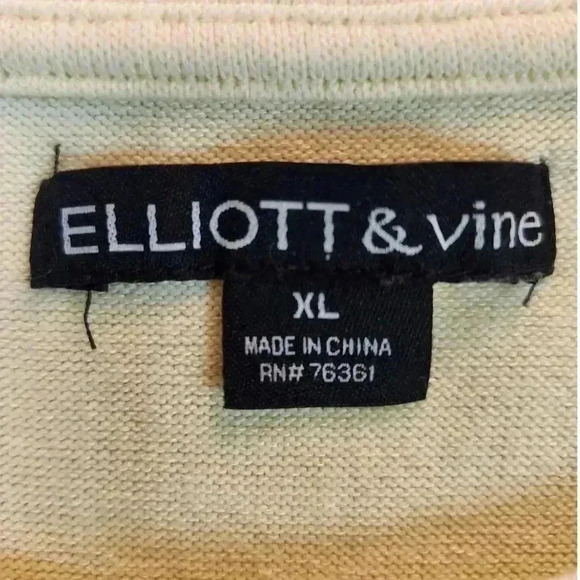 ELLIOTT & vine
XL
MADE IN CHINA
RN# 76361